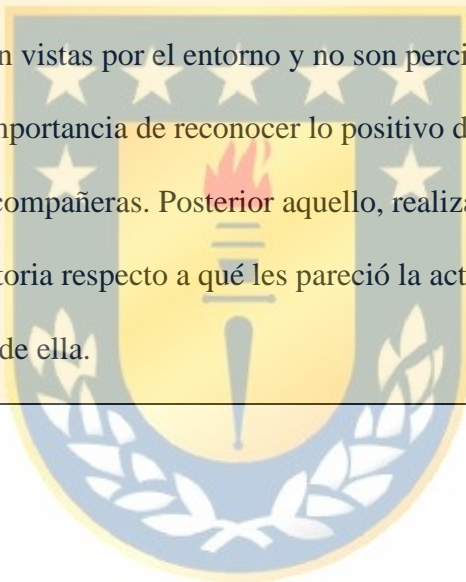 n vistas por el entorno y no son perci
mportancia de reconocer lo positivo d
compañeras. Posterior aquello, realiza
toria respecto a qué les pareció la act
de ella.